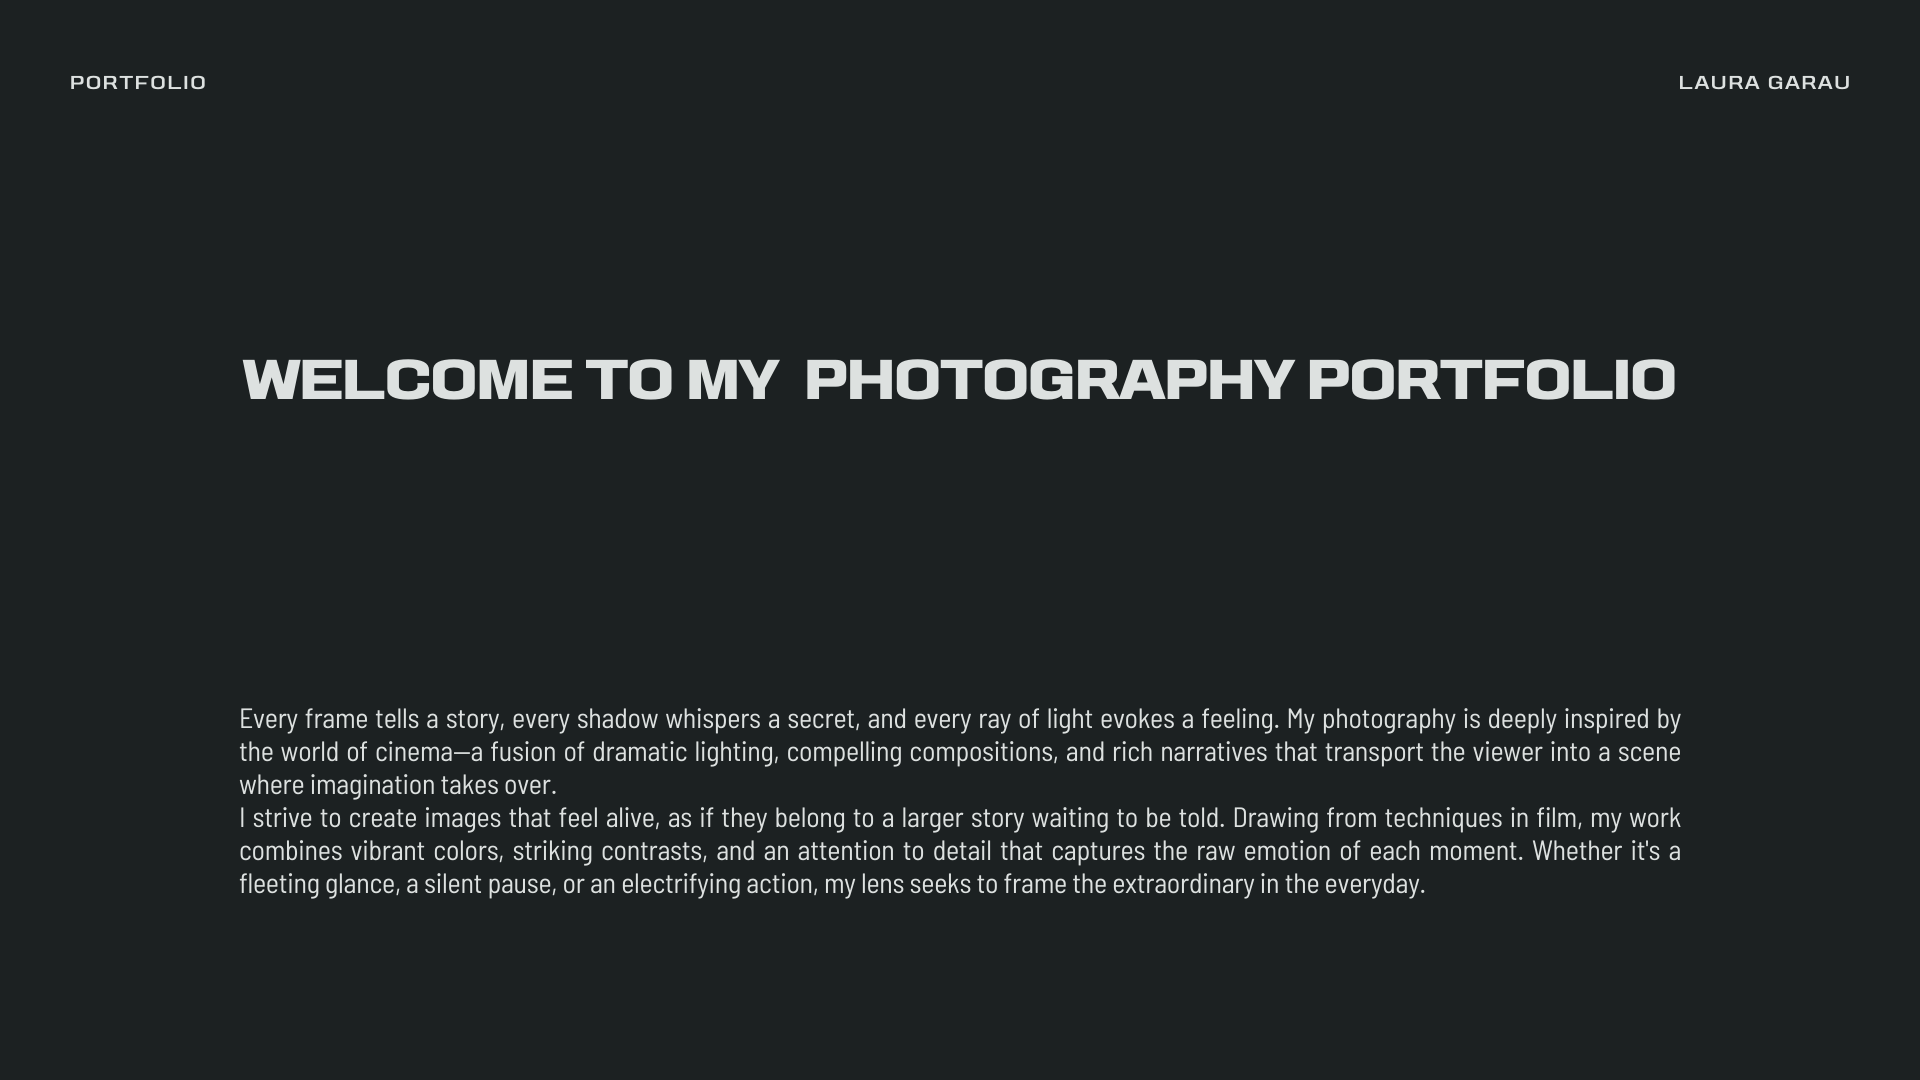 PORTFOLIO
LAURA GARAU
WELCOME TO MY  PHOTOGRAPHY PORTFOLIO
Every frame tells a story, every shadow whispers a secret, and every ray of light evokes a feeling. My photography is deeply inspired by
the world of cinema—a fusion of dramatic lighting, compelling compositions, and rich narratives that transport the viewer into a scene
where imagination takes over.
I strive to create images that feel alive, as if they belong to a larger story waiting to be told. Drawing from techniques in film, my work
combines vibrant colors, striking contrasts, and an attention to detail that captures the raw emotion of each moment. Whether it's a
fleeting glance, a silent pause, or an electrifying action, my lens seeks to frame the extraordinary in the everyday.